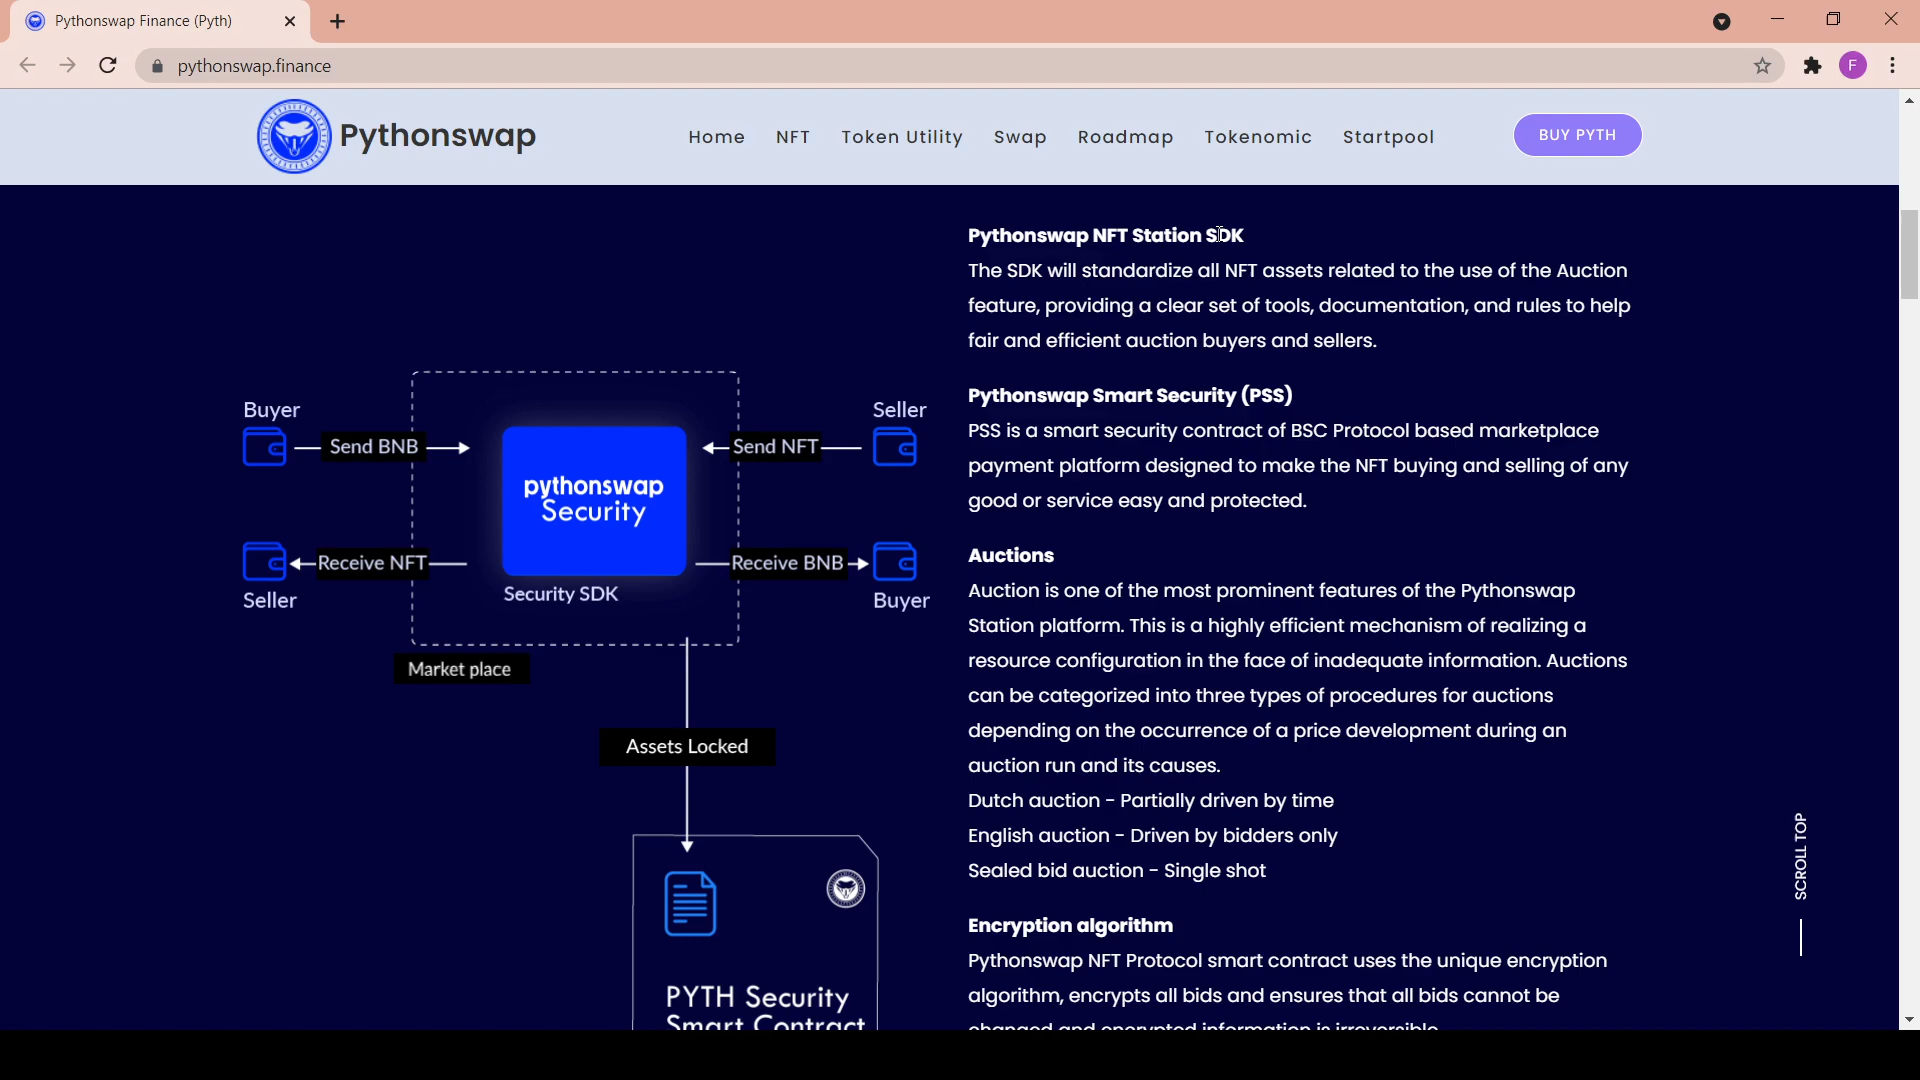 Pythonswap Finance (Pyth)
pythonswap.finance
F
Pythonswap
Home NFT Token Utility Swap Roadmap Tokenomic Startpool
BUY PYTH
Buyer
Send BNB
Send NFT
Seller
pythonswap
Security
Receive NFT
Receive BNB
Seller
Security SDK
Buyer
Market place
Assets Locked
PYTH Security
Smart Contract
Pythonswap NFT Station SDK
The SDK will standardize all NFT assets related to the use of the Auction
feature, providing a clear set of tools, documentation, and rules to help
fair and efficient auction buyers and sellers.
Pythonswap Smart Security (PSS)
PSS is a smart security contract of BSC Protocol based marketplace
payment platform designed to make the NFT buying and selling of any
good or service easy and protected.
Auctions
Auction is one of the most prominent features of the Pythonswap
Station platform. This is a highly efficient mechanism of realizing a
resource configuration in the face of inadequate information. Auctions
can be categorized into three types of procedures for auctions
depending on the occurrence of a price development during an
auction run and its causes.
Dutch auction - Partially driven by time
English auction - Driven by bidders only
Sealed bid auction - Single shot
Encryption algorithm
Pythonswap NFT Protocol smart contract uses the unique encryption
algorithm, encrypts all bids and ensures that all bids cannot be
changed and encrypted information is irreversible
SCROLL TOP